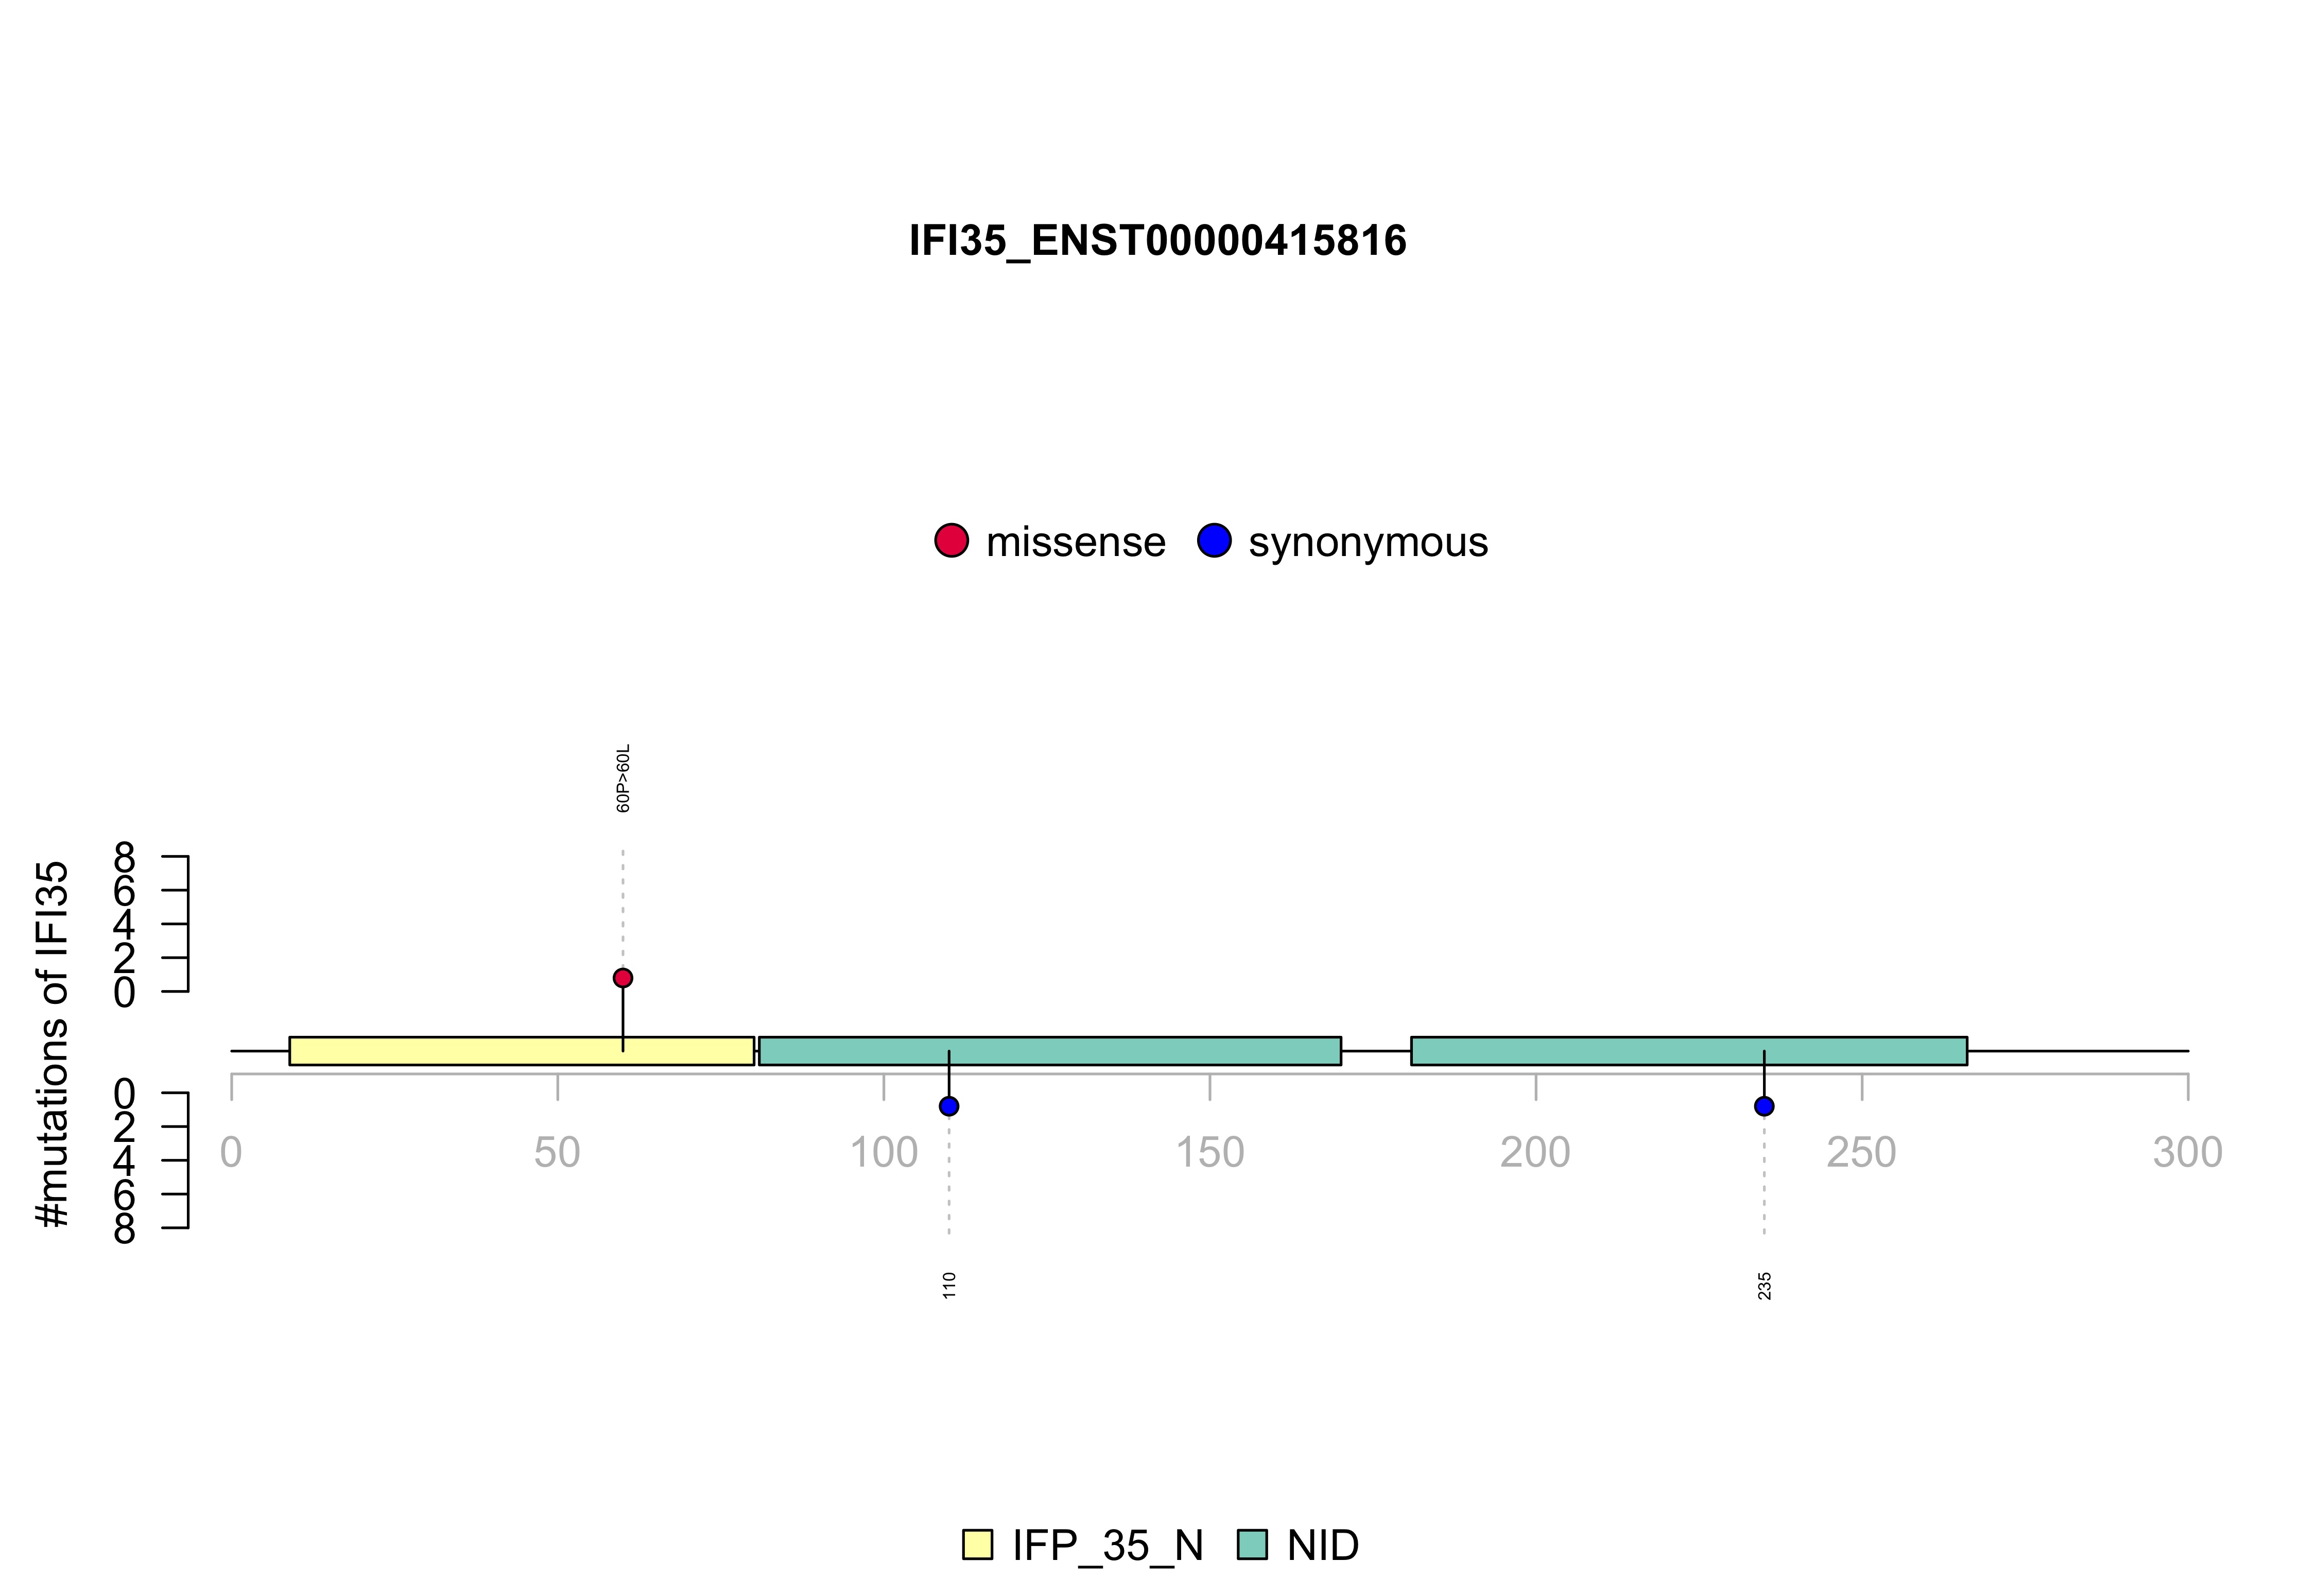 IFI35_ENST00000415816
missense synonymous
60P>60L
#mutations of IFI35
8
6
4
2
0
0
2
4
6
8
0 50 100 150 200 250 300
110 235
IFP_35_N NID